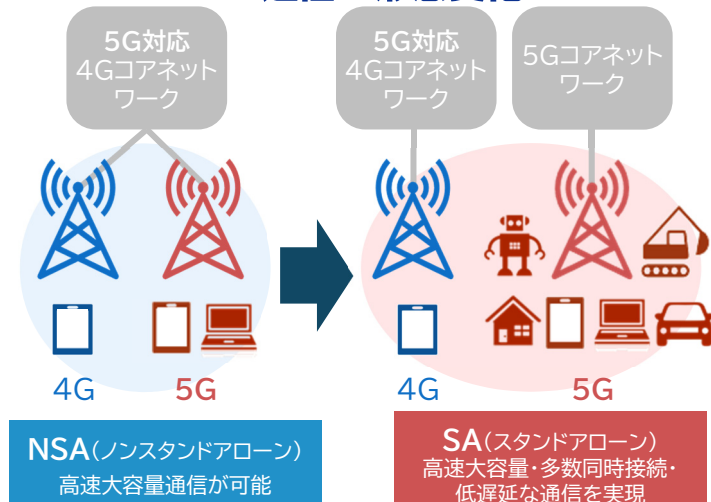 5G対応
4Gコアネット
ワーク
5G対応
4Gコアネット
ワーク
5Gコアネット
ワーク
4G
5G
4G
5G
NSA(ノンスタンドアローン)
高速大容量通信が可能
SA(スタンドアローン)
高速大容量・多数同時接続・
低遅延な通信を実現